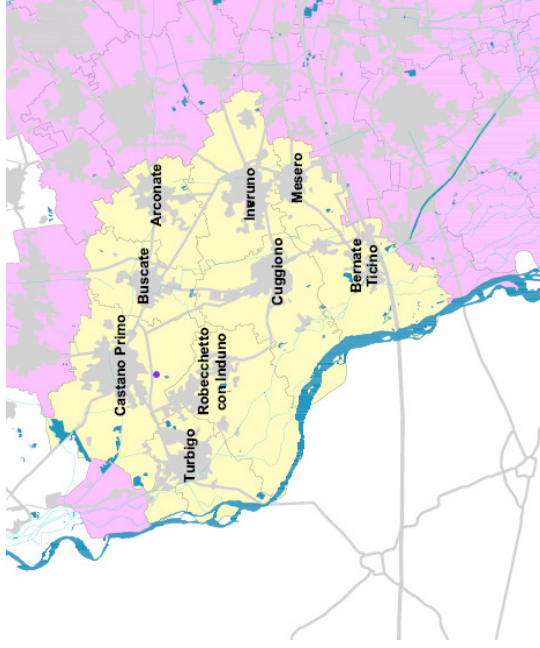 Castano Primo
Buscate
Arconate
Turbigo
Robecchetto
con Induno
Inveruno
Cuggiono
Mesero
Bernate
Ticino